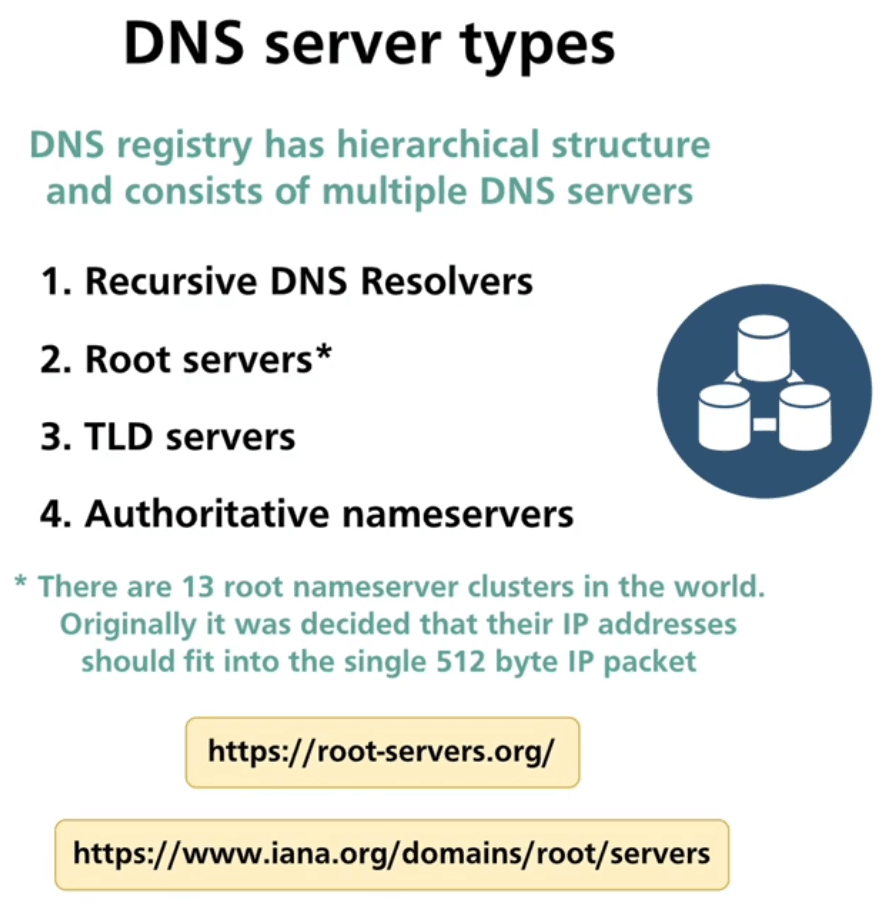 DNS server types
DNS registry has hierarchical structure
and consists of multiple DNS servers
1. Recursive DNS Resolvers
2. Root servers*
3. TLD servers
4. Authoritative nameservers
* There are 13 root nameserver clusters in the world.
Originally it was decided that their IP addresses
should fit into the single 512 byte IP packet
https://root-servers.org/
https://www.iana.org/domains/root/servers